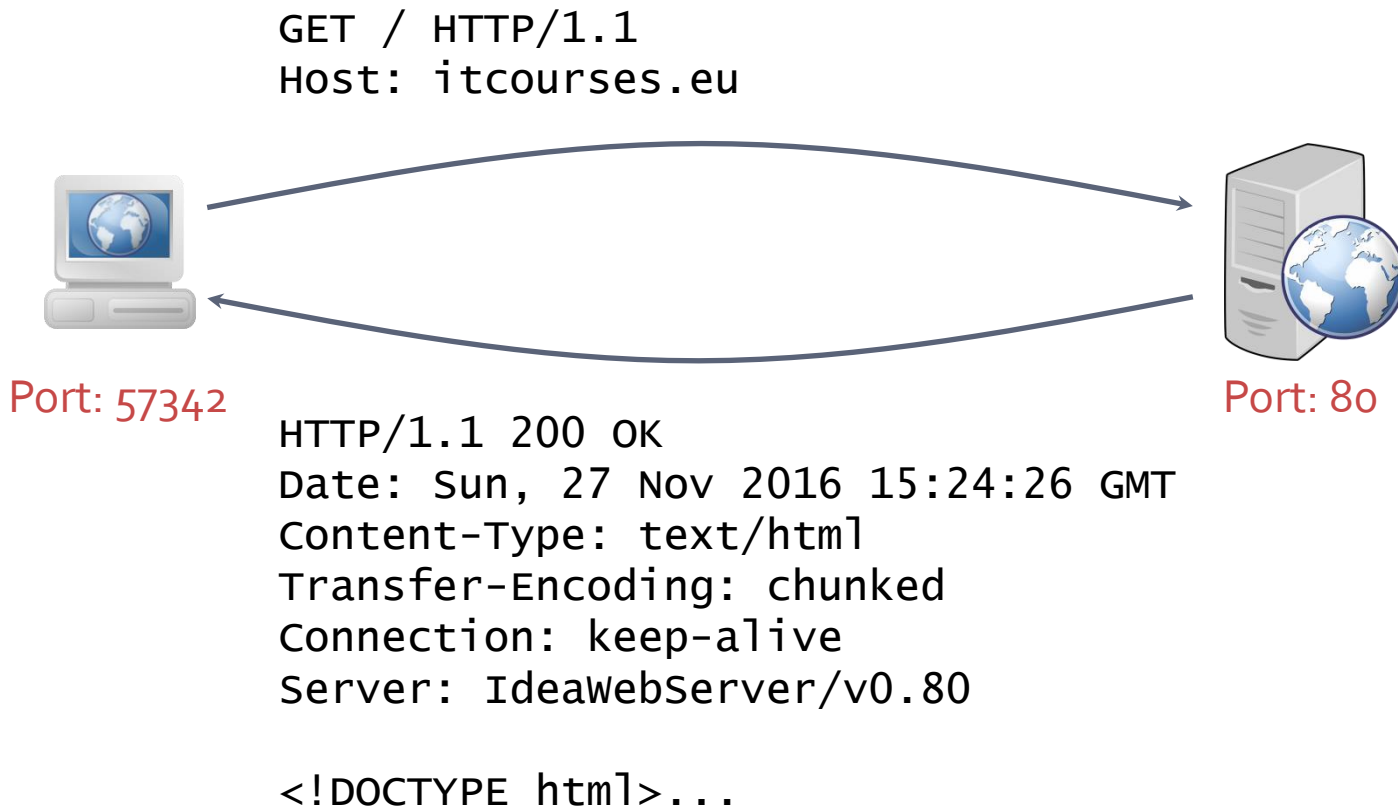 GET / HTTP/1.1
Host: itcourses.eu
Port: 57342
Port: 80
HTTP/1.1 200 OK
Date: Sun, 27 Nov 2016 15:24:26 GMT
Content-Type: text/html
Transfer-Encoding: chunked
Connection: keep-alive
Server: IdeaWebServer/v0.80
<!DOCTYPE html>...